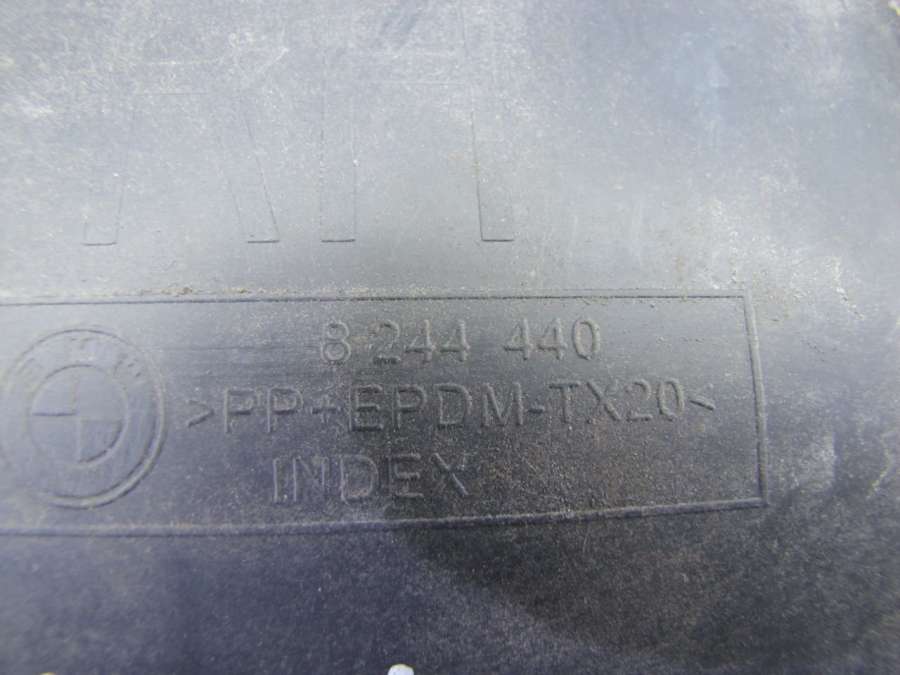 8 244 440
>PP+EPDM-TX20<
INDEX